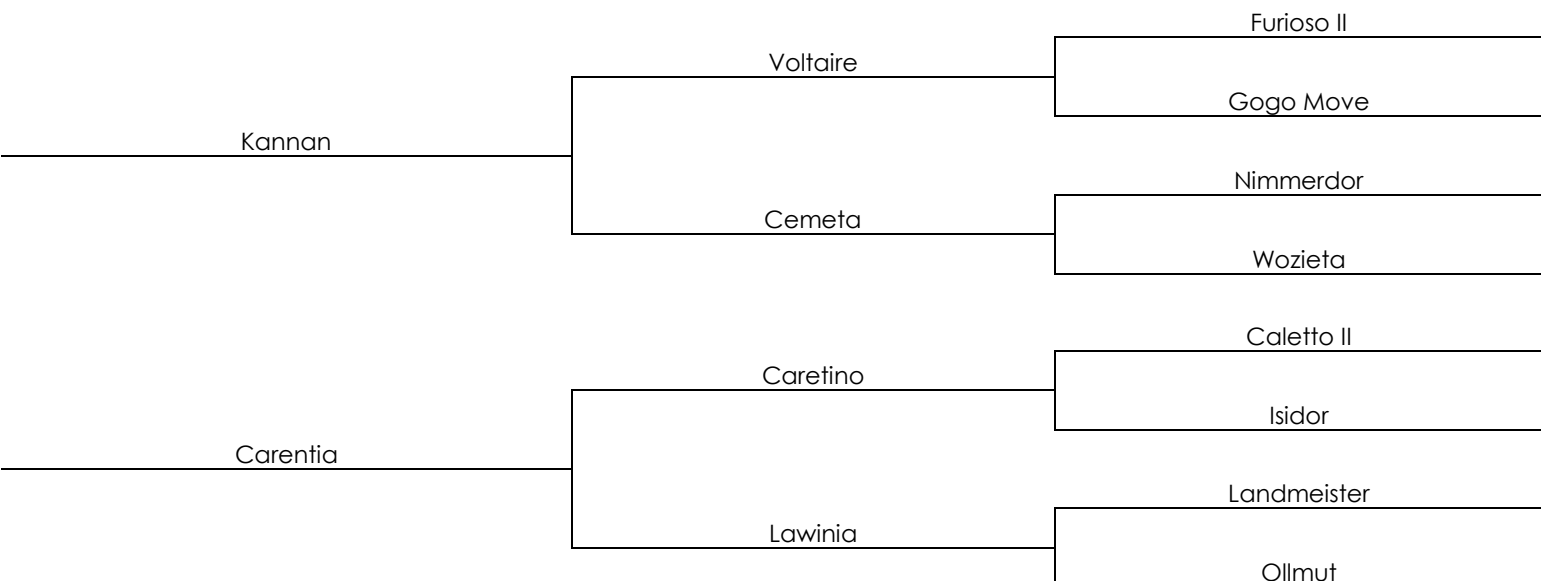 Furioso II
Voltaire
Gogo Move
Kannan
Nimmerdor
Cemeta
Wozieta
Caletto II
Caretino
Isidor
Carentia
Landmeister
Lawinia
Ollmut